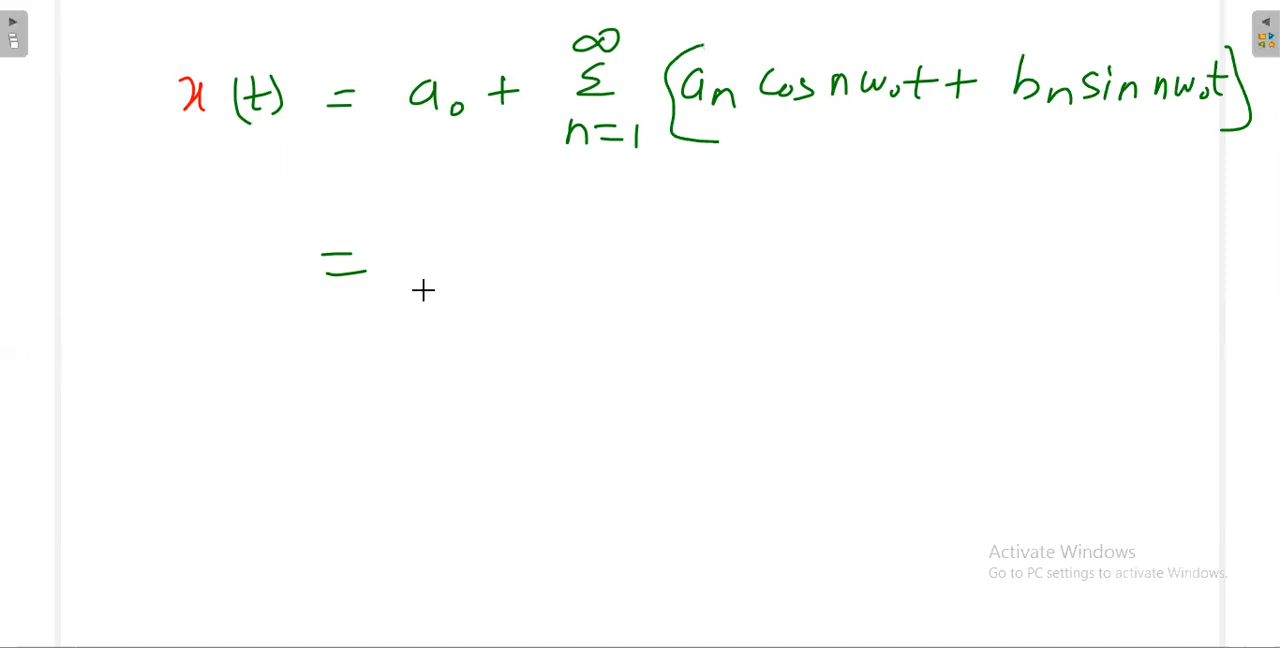 x(t) = a₀ + Σ_{n=1}^{∞} [aₙ cos nω₀t + bₙ sin nω₀t]
=
Activate Windows
Go to PC settings to activate Windows.